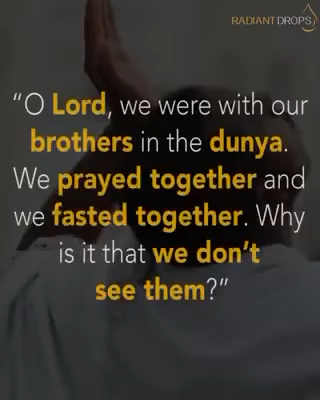 RADIANT DROPS
“O Lord, we were with our
brothers in the dunya.
We prayed together and
we fasted together. Why
is it that we don’t
see them?”